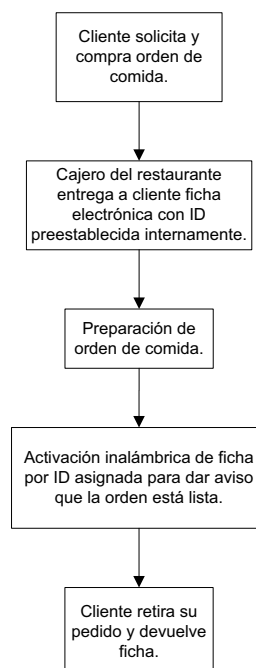 Cliente solicita y
compra orden de
comida.
Cajero del restaurante
entrega a cliente ficha
electrónica con ID
preestablecida internamente.
Preparación de
orden de comida.
Activación inalámbrica de ficha
por ID asignada para dar aviso
que la orden está lista.
Cliente retira su
pedido y devuelve
ficha.